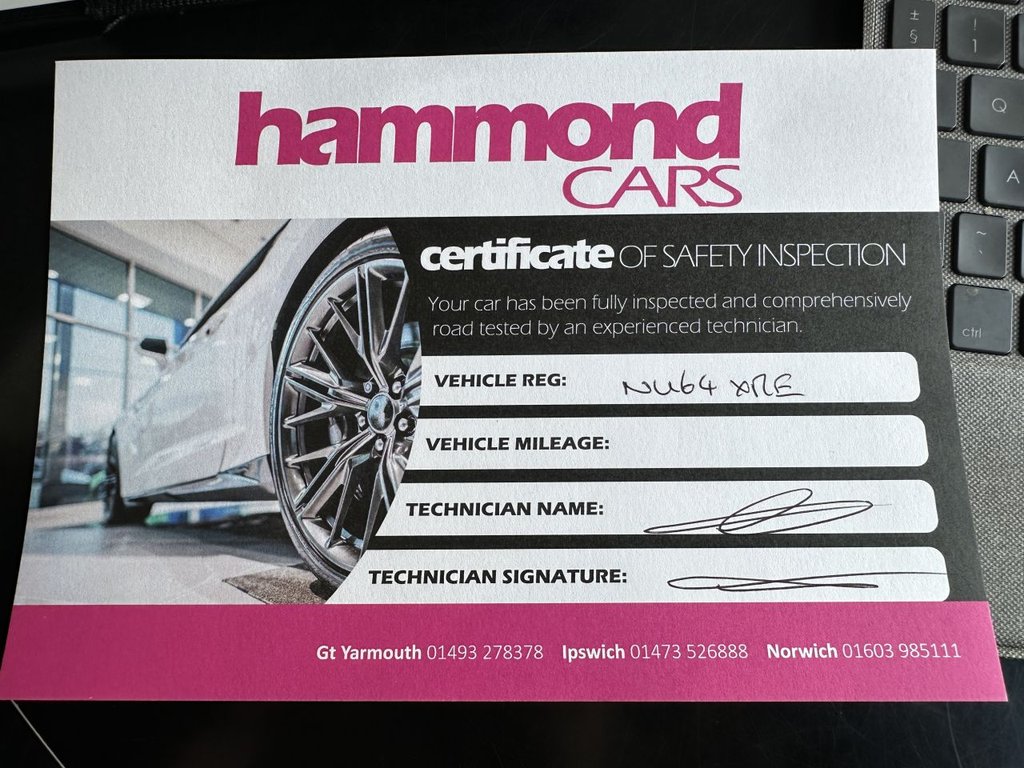 hammond
CARS
certificate OF SAFETY INSPECTION
Your car has been fully inspected and comprehensively
road tested by an experienced technician.
VEHICLE REG: NU64 XRE
VEHICLE MILEAGE:
TECHNICIAN NAME:
TECHNICIAN SIGNATURE:
Gt Yarmouth 01493 278378 Ipswich 01473 526888 Norwich 01603 985111
±
§
!
1
Q
A
~
ctrl